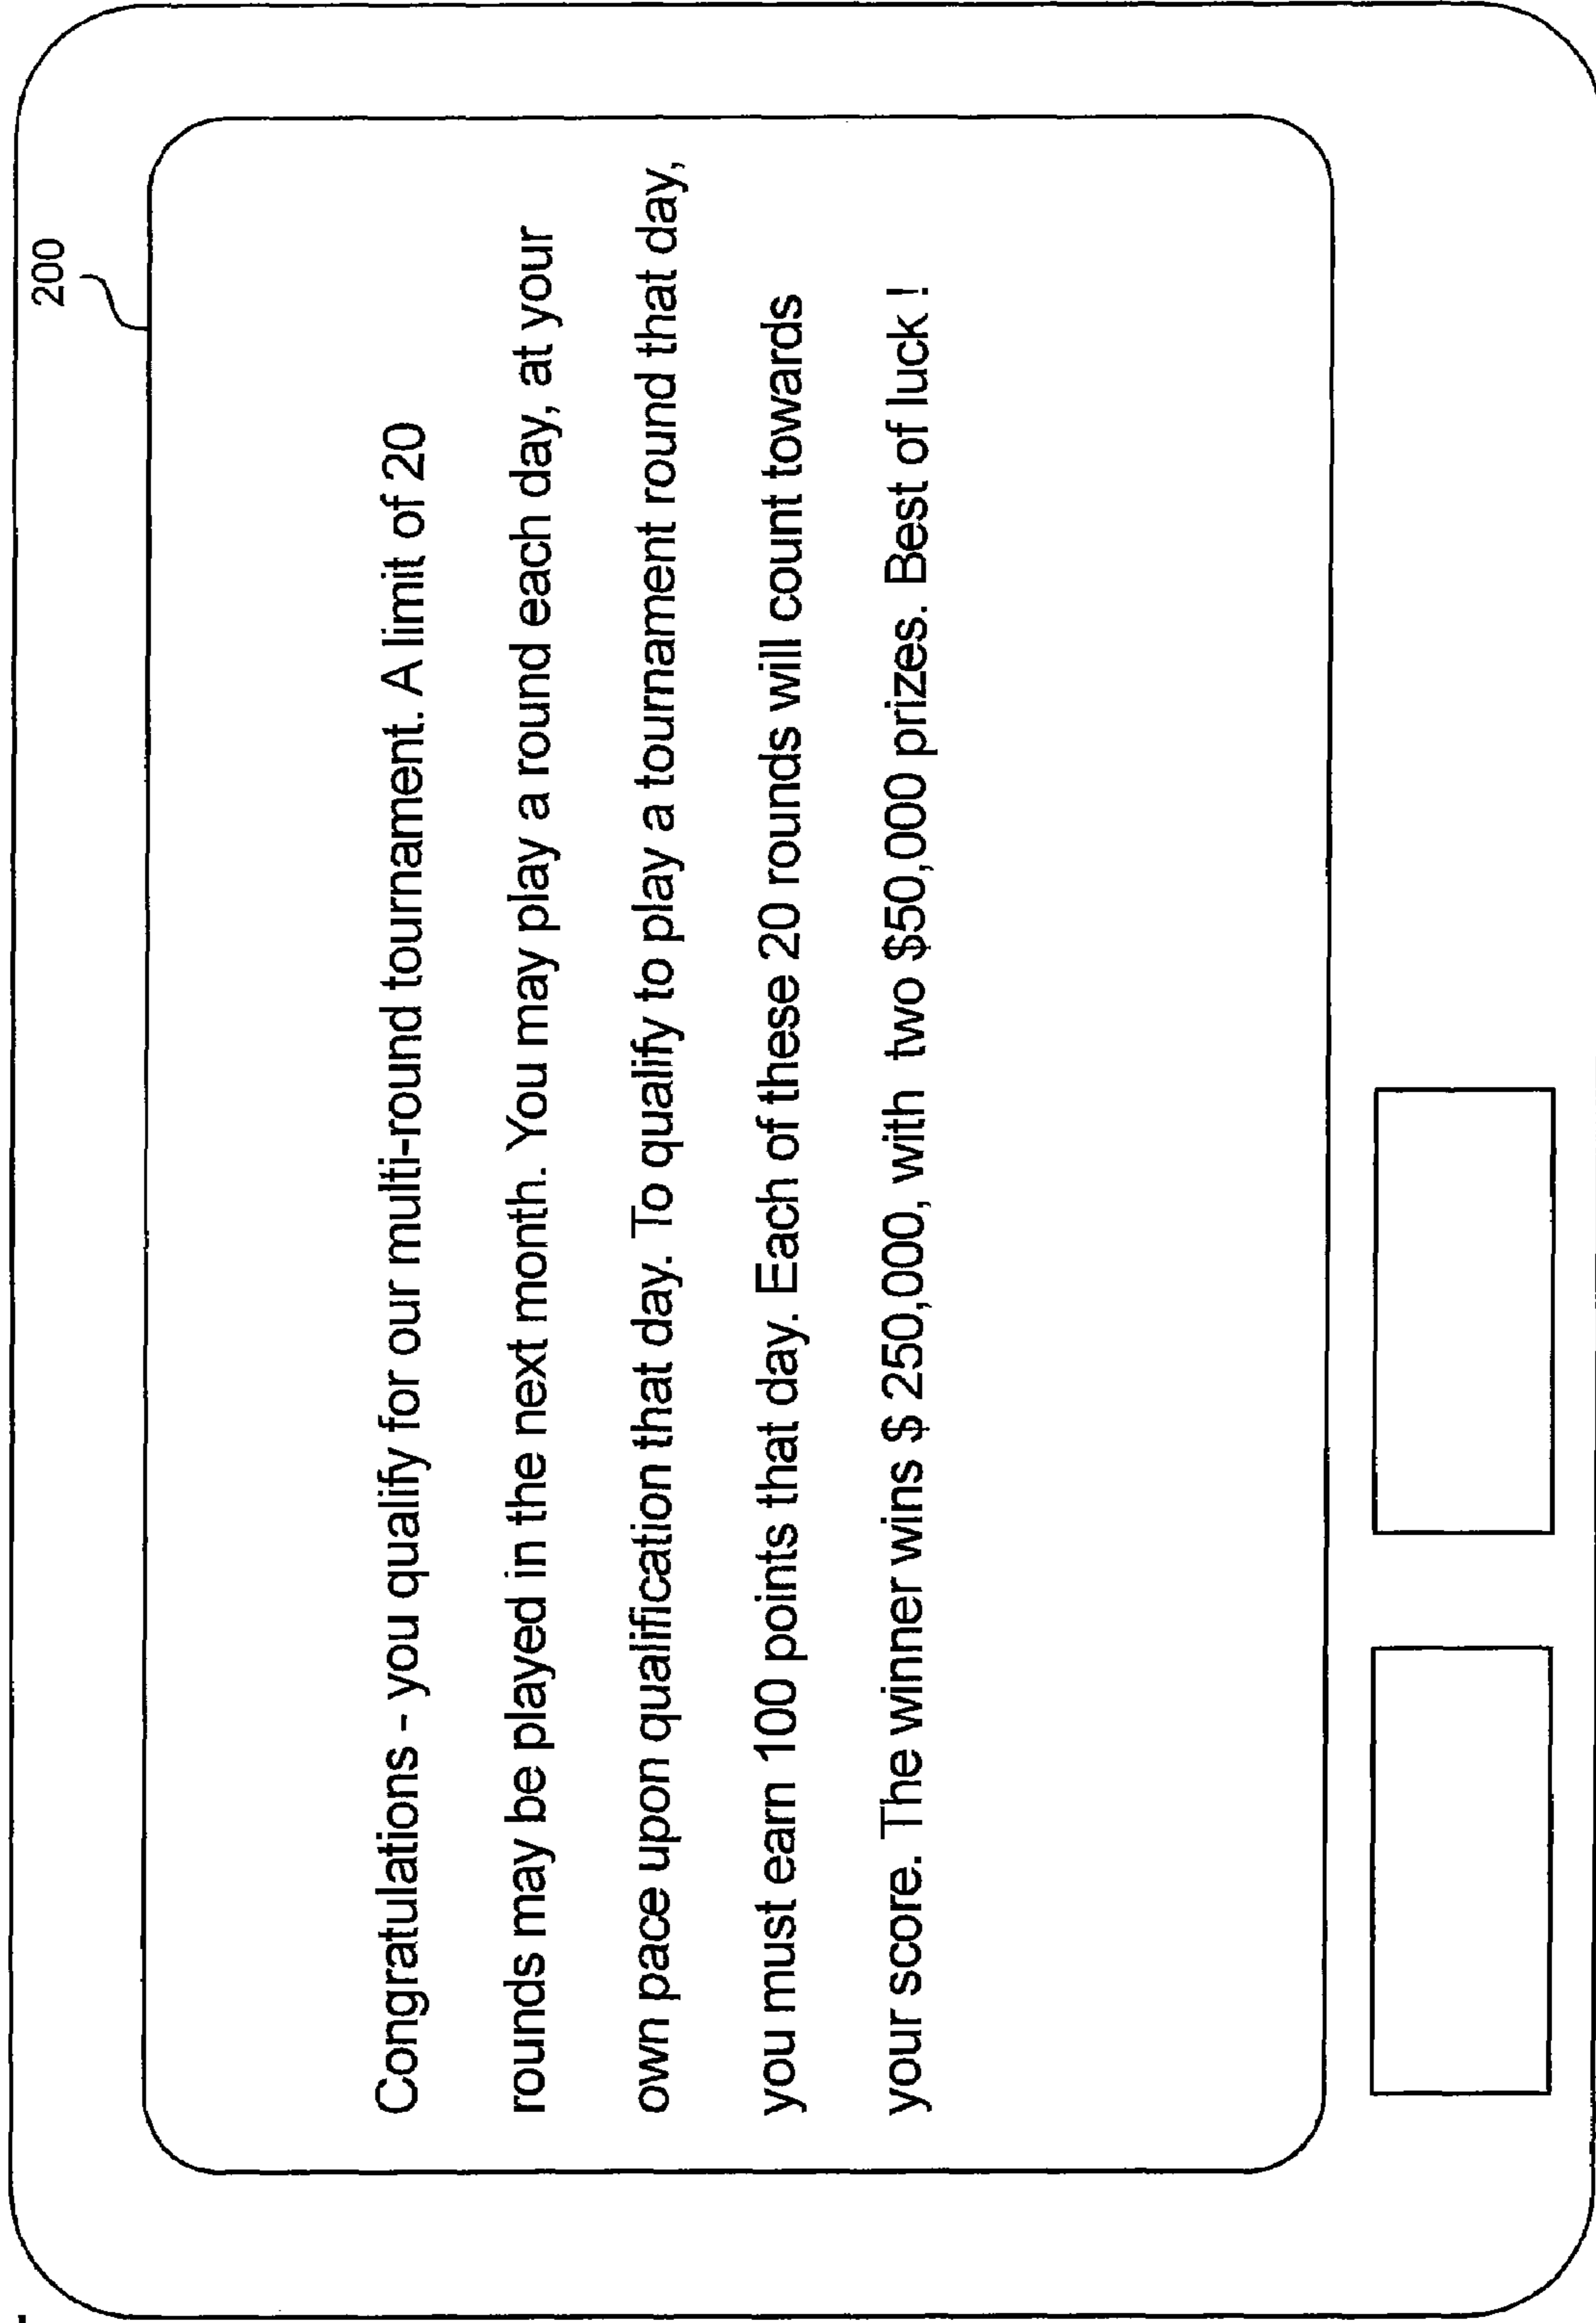 200
Congratulations - you qualify for our multi-round tournament. A limit of 20
rounds may be played in the next month. You may play a round each day, at your
own pace upon qualification that day. To qualify to play a tournament round that day,
you must earn 100 points that day. Each of these 20 rounds will count towards
your score. The winner wins $ 250,000, with two $50,000 prizes. Best of luck !